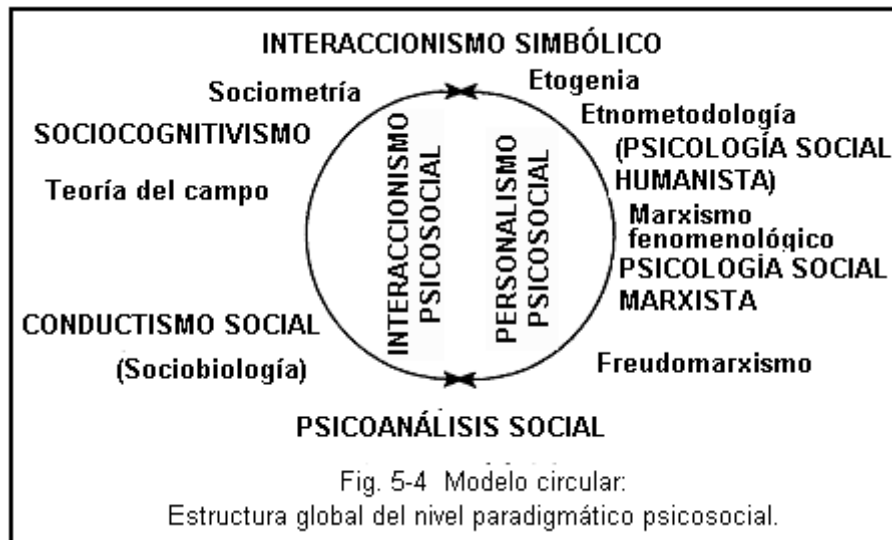 INTERACCIONISMO SIMBÓLICO
Sociometría
Etogenia
SOCIOCOGNITIVISMO
Etnometodología
(PSICOLOGÍA SOCIAL
HUMANISTA)
Teoría del campo
Marxismo
fenomenológico
PSICOLOGÍA SOCIAL
MARXISTA
INTERACCIONISMO
PSICOSOCIAL
PERSONALISMO
PSICOSOCIAL
CONDUCTISMO SOCIAL
(Sociobiología)
Freudomarxismo
PSICOANÁLISIS SOCIAL
Fig. 5-4 Modelo circular:
Estructura global del nivel paradigmático psicosocial.